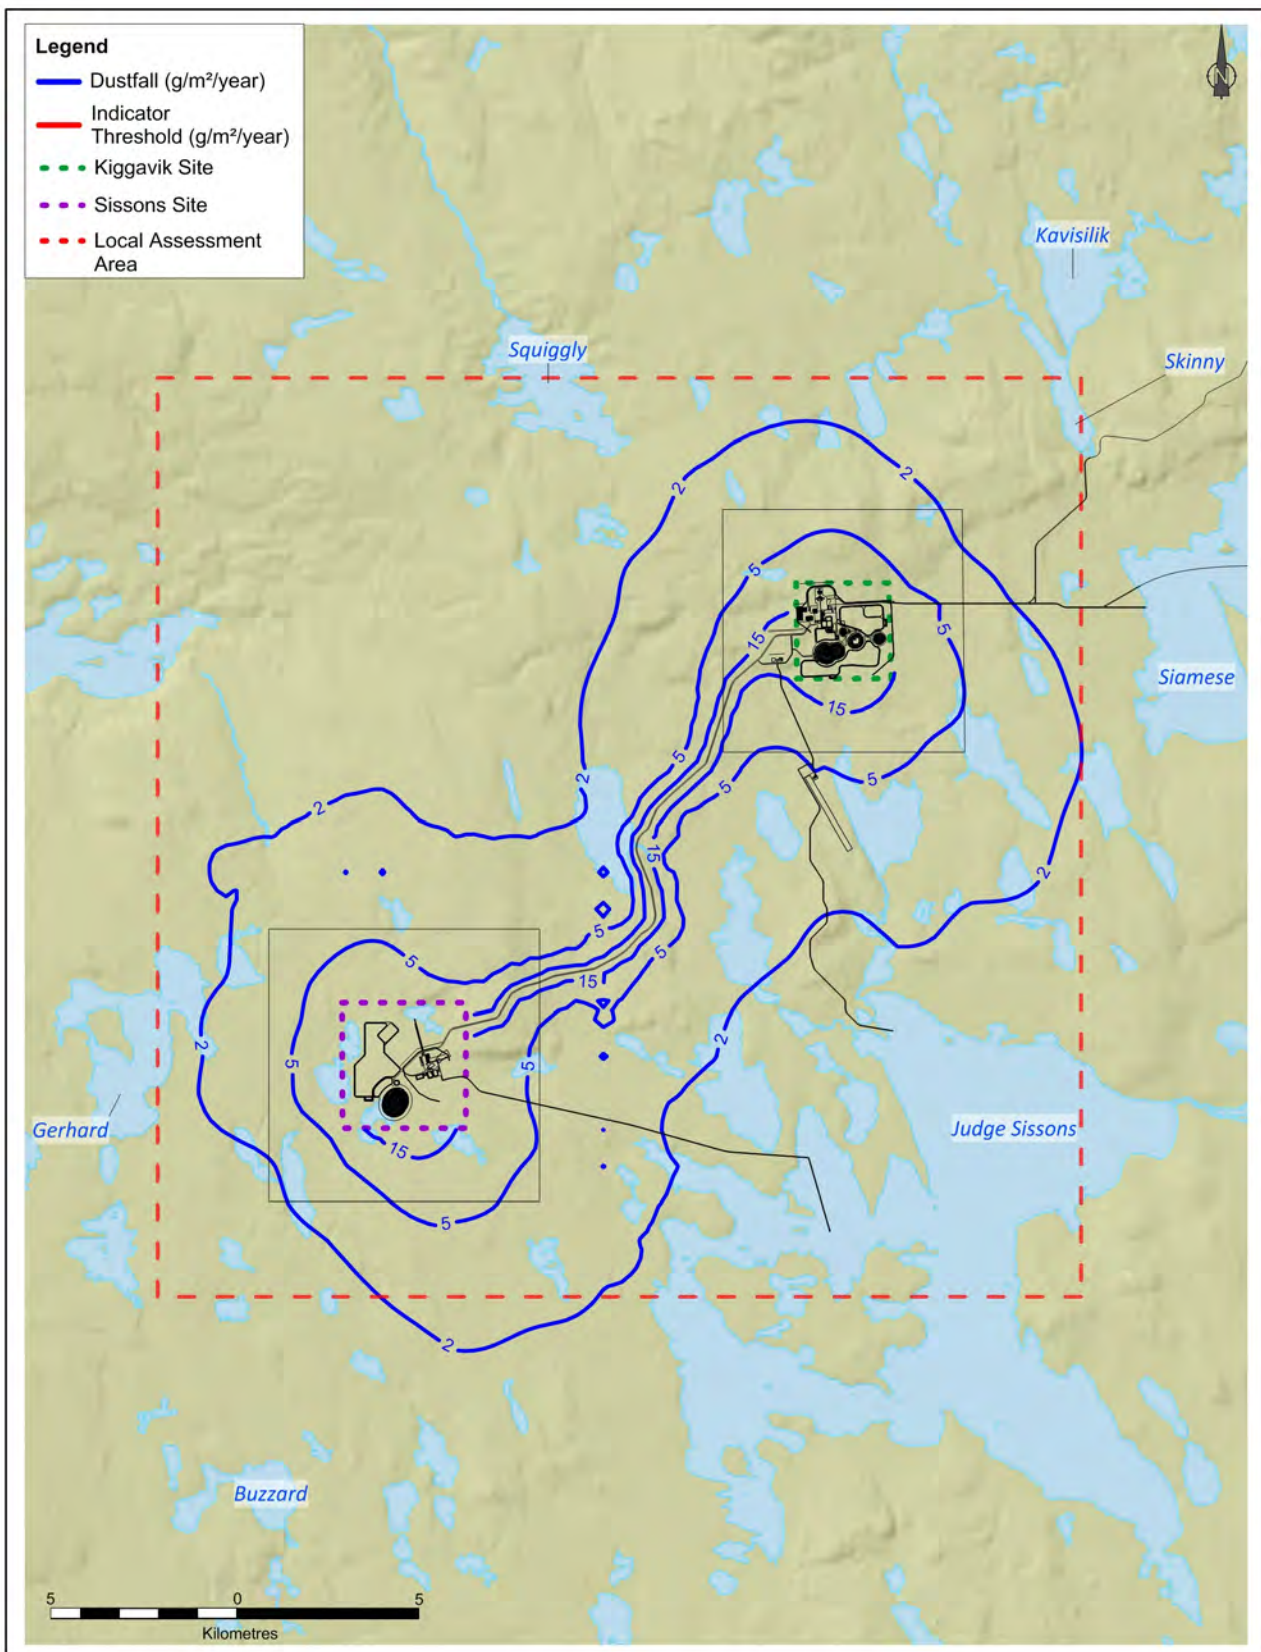 Legend
Dustfall (g/m²/year)
Indicator
Threshold (g/m²/year)
Kiggavik Site
Sissons Site
Local Assessment
Area
N
Kavisilik
Squiggly
Skinny
2
2
5
15
5
Siamese
15
2
5
5
2
15
2
5
5
5
15
2
2
5
5
Gerhard
Judge Sissons
15
5
2
Buzzard
5 0 5
Kilometres